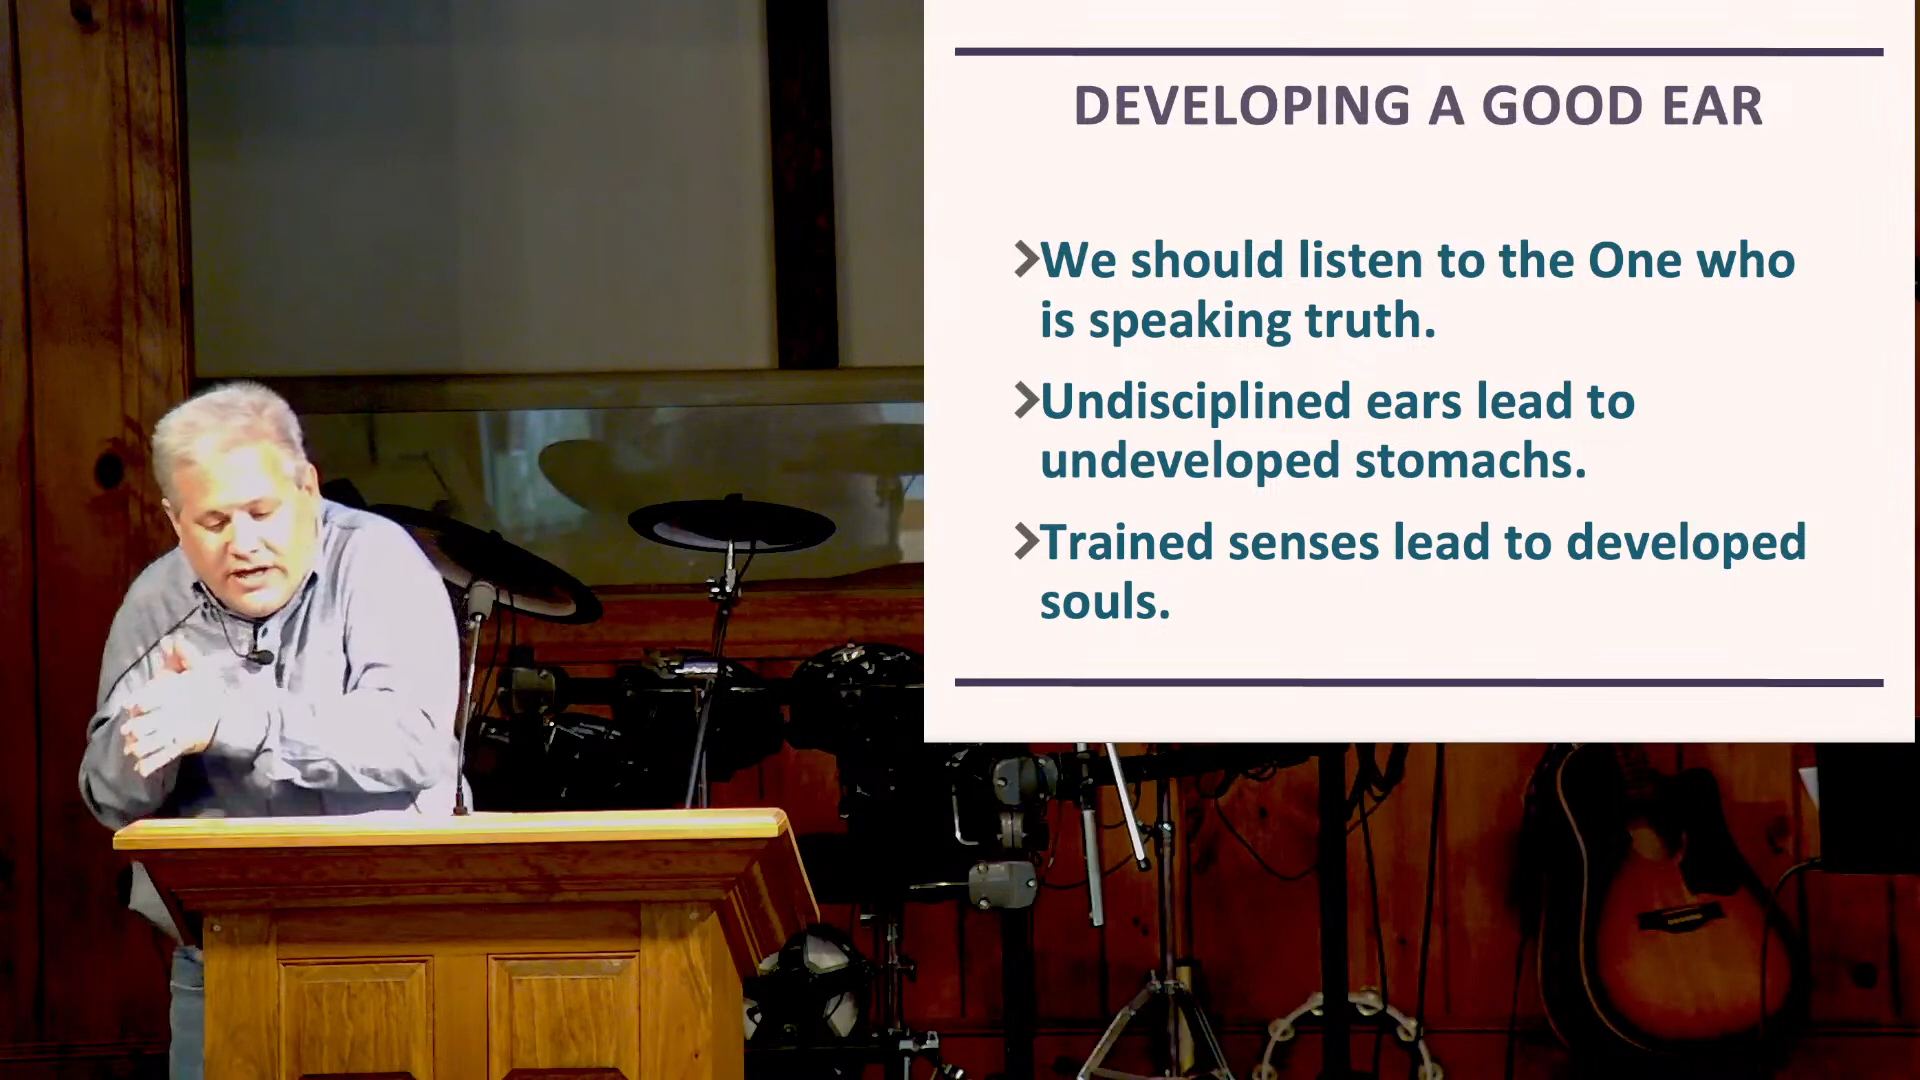 DEVELOPING A GOOD EAR
We should listen to the One who
is speaking truth.
Undisciplined ears lead to
undeveloped stomachs.
Trained senses lead to developed
souls.